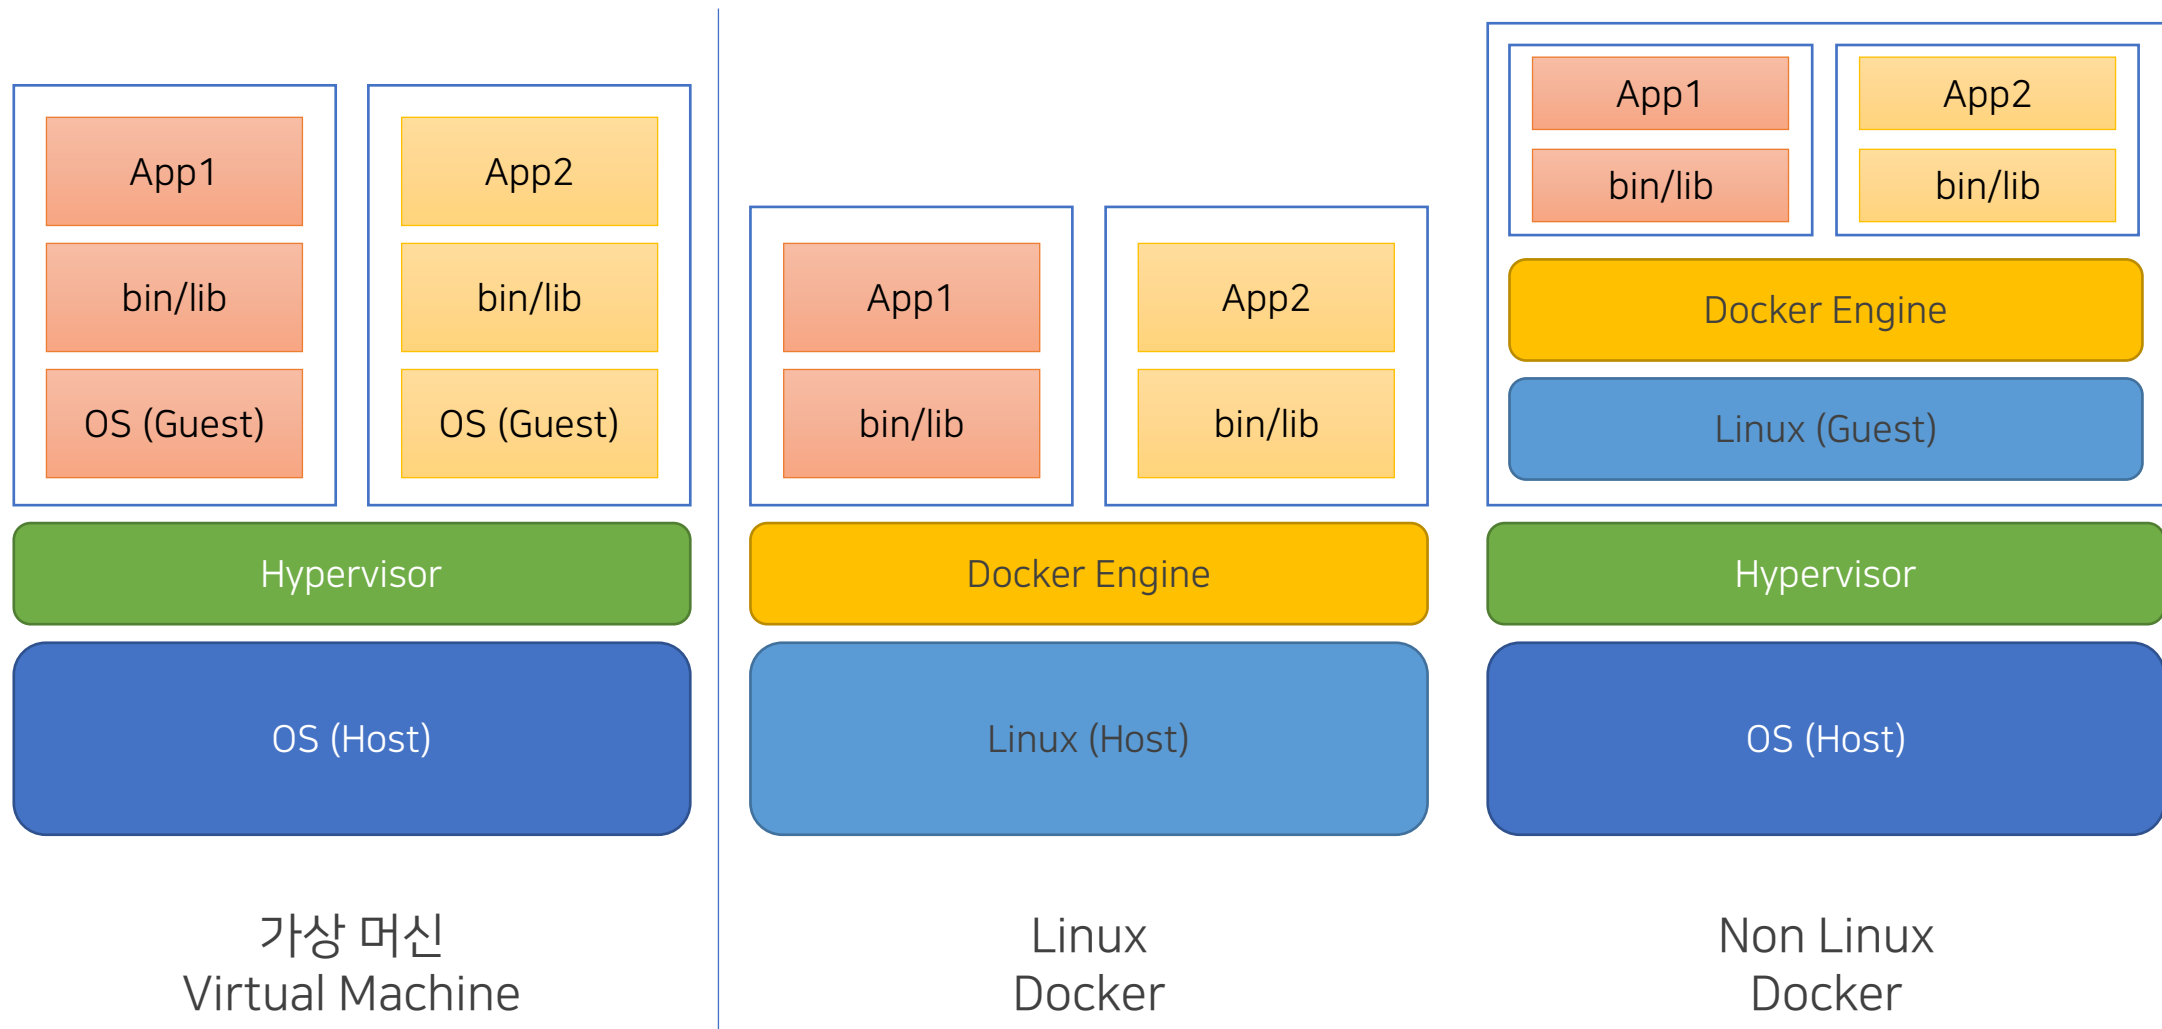 App1
App2
bin/lib
bin/lib
OS (Guest)
OS (Guest)
Hypervisor
OS (Host)
가상 머신
Virtual Machine
App1
App2
bin/lib
bin/lib
Docker Engine
Linux (Host)
Linux
Docker
App1
App2
bin/lib
bin/lib
Docker Engine
Linux (Guest)
Hypervisor
OS (Host)
Non Linux
Docker